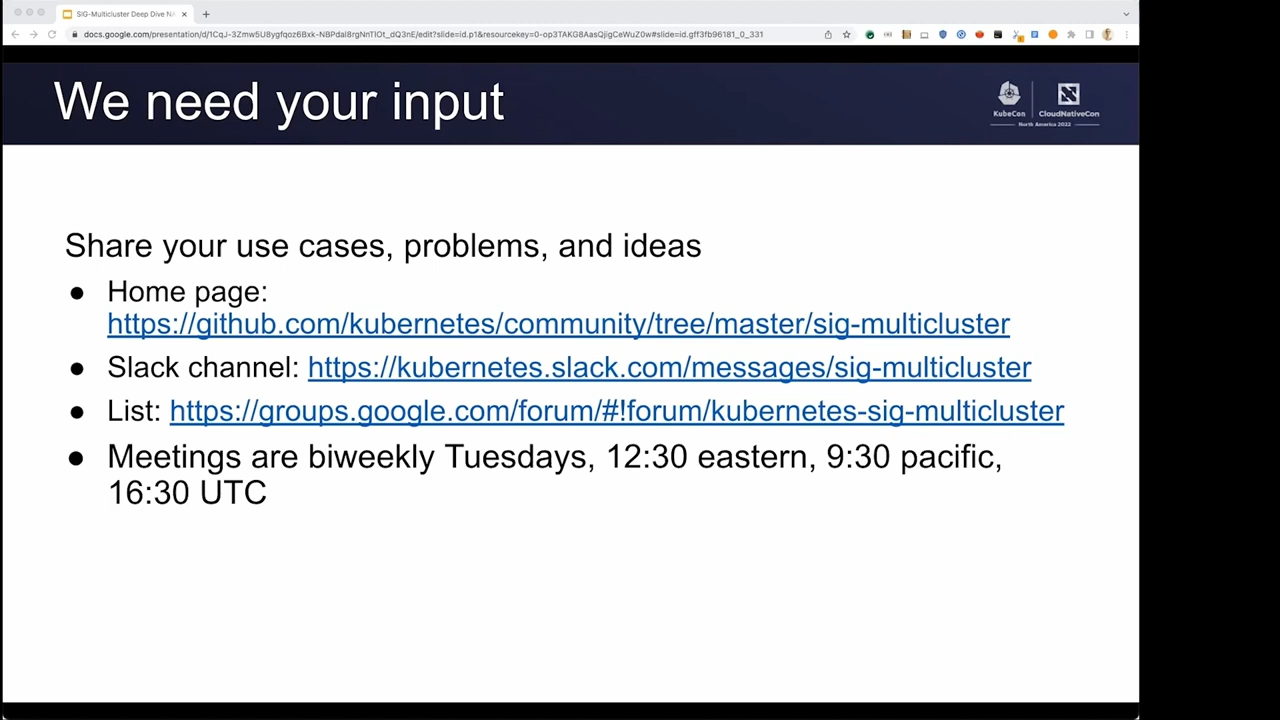 SIG-Multicluster Deep Dive NA
docs.google.com/presentation/d/1CqJ-3Zmw5U8ygfqoz6Bxk-NBPdaI8rgNnTlOt_dQ3nE/edit?slide=id.p1&resourcekey=0-op3TAKG8AasQjigCeWuZ0w#slide=id.gff3fb96181_0_331
We need your input
KubeCon
CloudNativeCon
North America 2022
Share your use cases, problems, and ideas
● Home page:
https://github.com/kubernetes/community/tree/master/sig-multicluster
● Slack channel: https://kubernetes.slack.com/messages/sig-multicluster
● List: https://groups.google.com/forum/#!forum/kubernetes-sig-multicluster
● Meetings are biweekly Tuesdays, 12:30 eastern, 9:30 pacific,
16:30 UTC